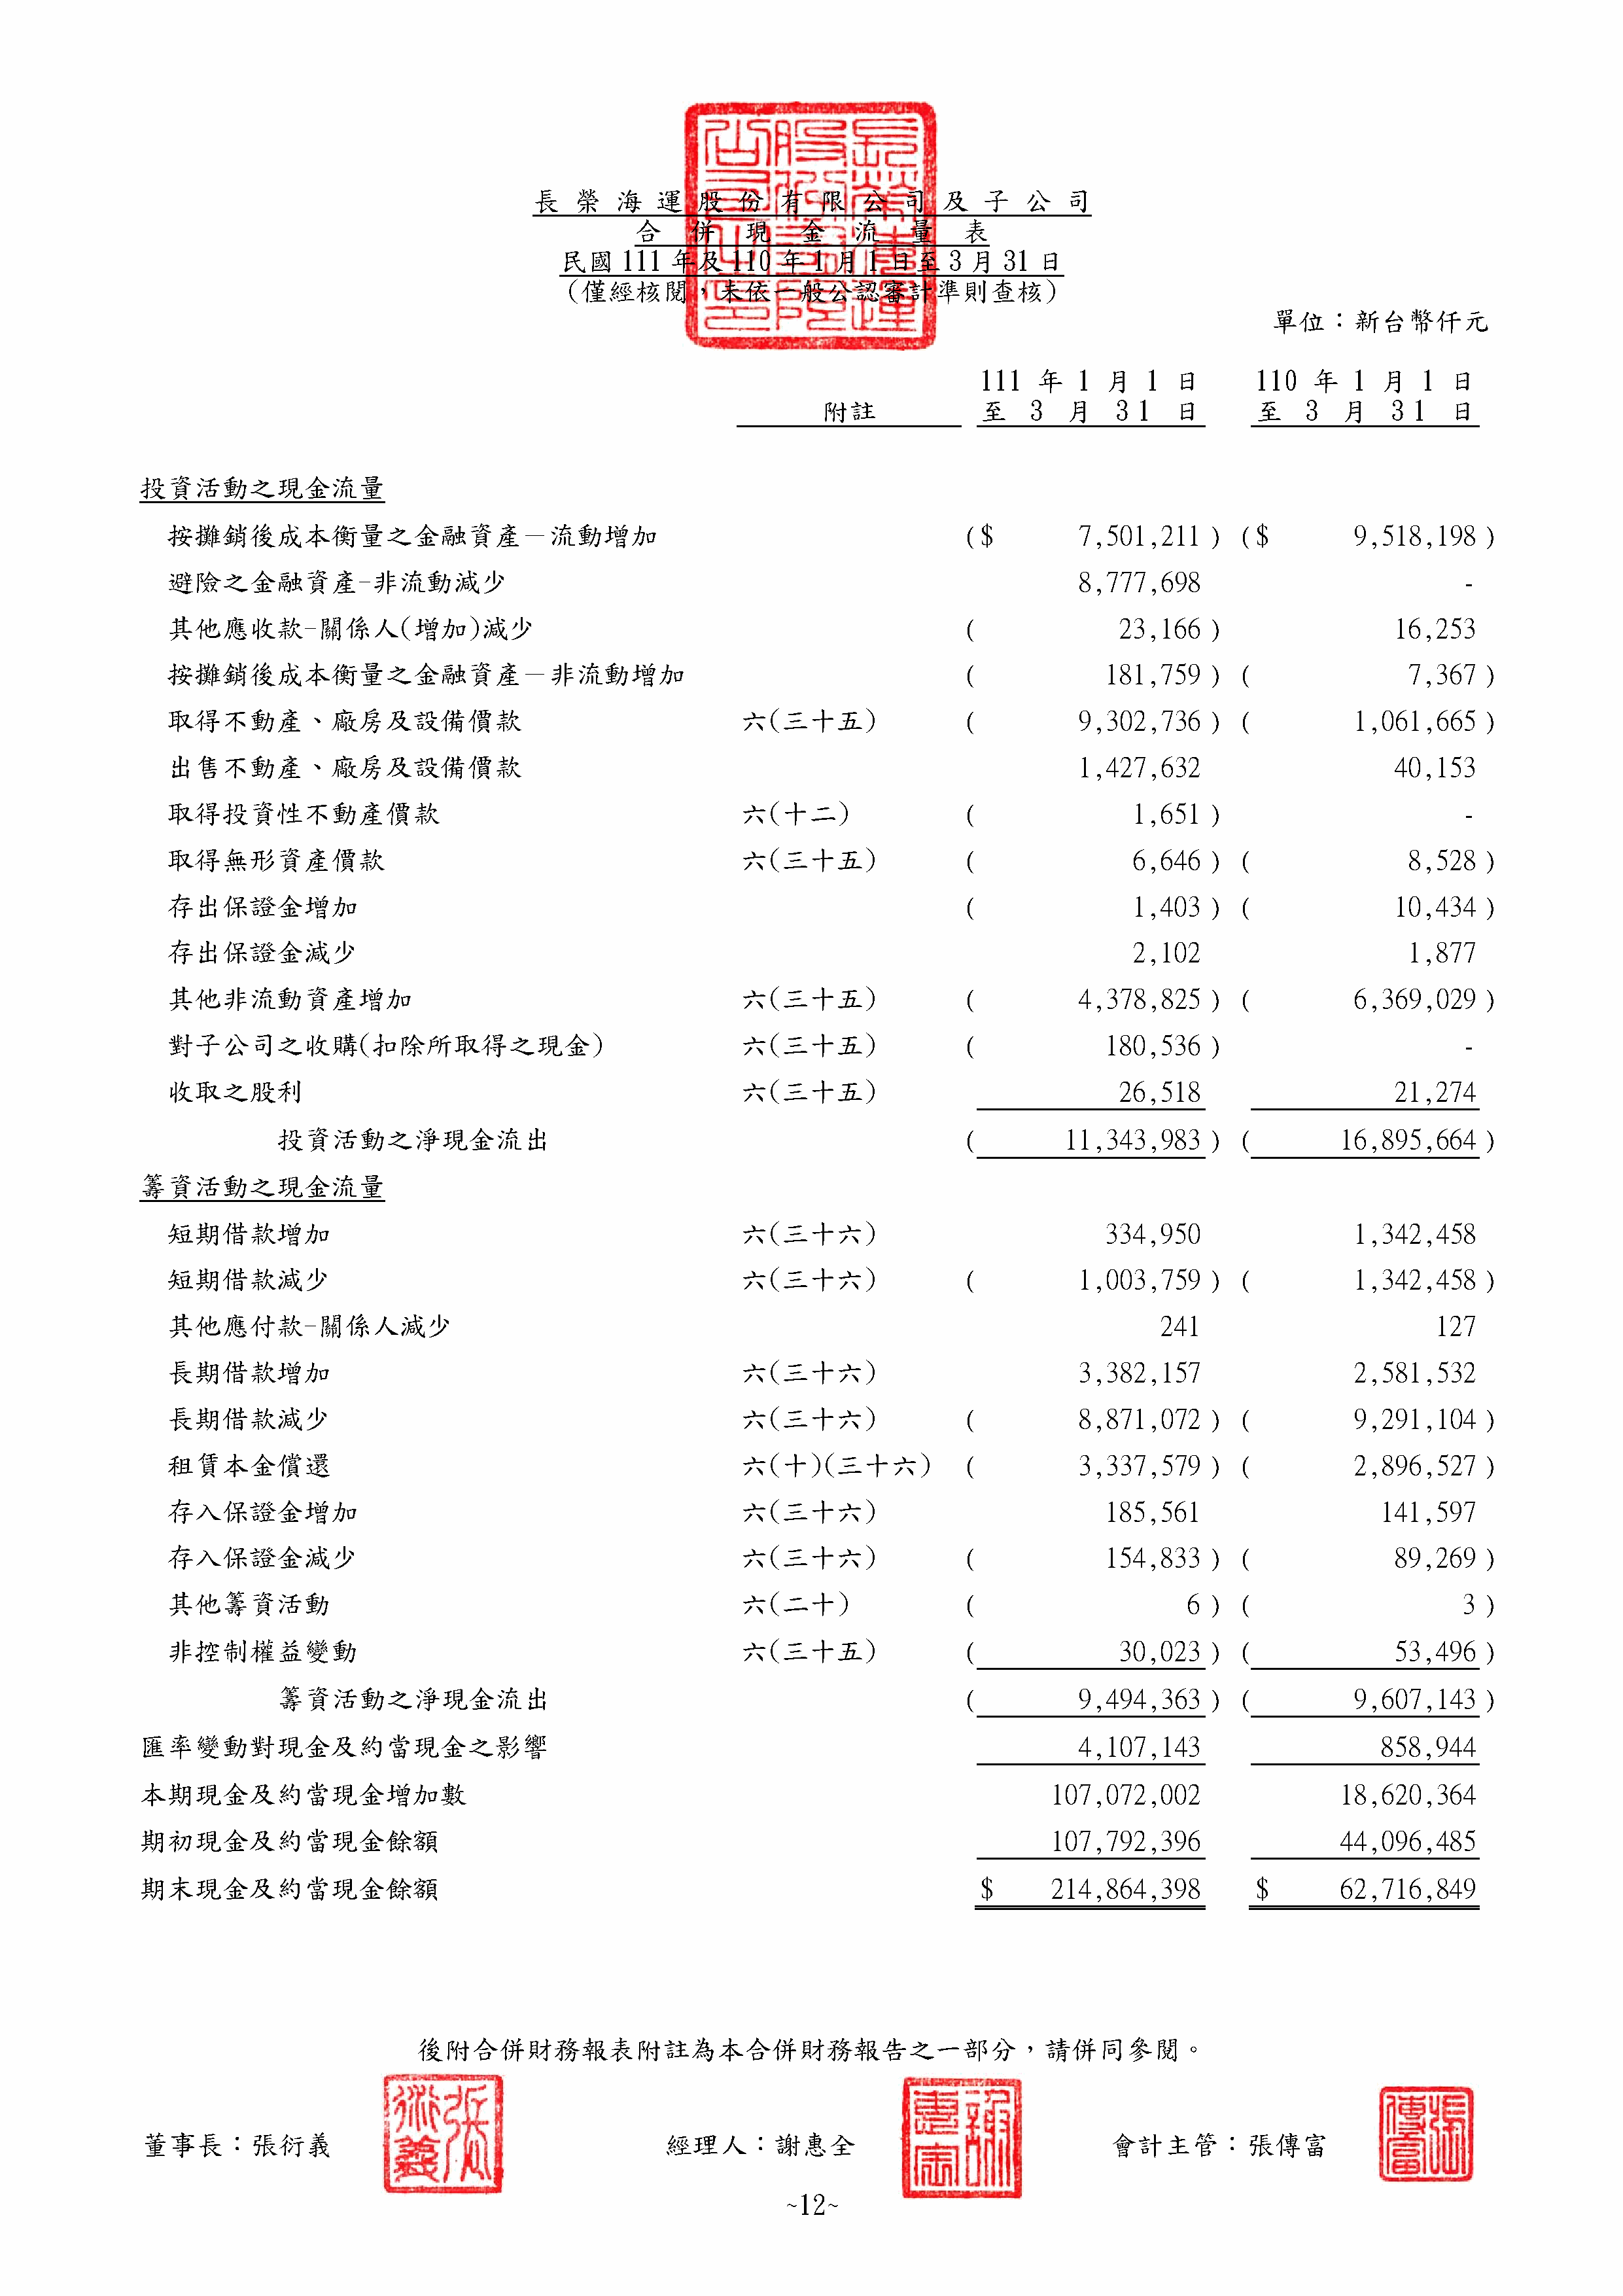 長榮海運股份有限公司及子公司
合併現金流量表
民國 111 年及 110 年 1 月 1 日至 3 月 31 日
(僅經核閱，未依一般公認審計準則查核)
單位：新台幣仟元
111 年 1 月 1 日 110 年 1 月 1 日
附註 至 3 月 31 日 至 3 月 31 日
投資活動之現金流量
按攤銷後成本衡量之金融資產－流動增加 ($ 7,501,211 ) ($ 9,518,198 )
避險之金融資產-非流動減少 8,777,698 -
其他應收款-關係人(增加)減少 ( 23,166 ) 16,253
按攤銷後成本衡量之金融資產－非流動增加 ( 181,759 ) ( 7,367 )
取得不動產、廠房及設備價款 六(三十五) ( 9,302,736 ) ( 1,061,665 )
出售不動產、廠房及設備價款 1,427,632 40,153
取得投資性不動產價款 六(十二) ( 1,651 ) -
取得無形資產價款 六(三十五) ( 6,646 ) ( 8,528 )
存出保證金增加 ( 1,403 ) ( 10,434 )
存出保證金減少 2,102 1,877
其他非流動資產增加 六(三十五) ( 4,378,825 ) ( 6,369,029 )
對子公司之收購(扣除所取得之現金) 六(三十五) ( 180,536 ) -
收取之股利 六(三十五) 26,518 21,274
投資活動之淨現金流出 ( 11,343,983 ) ( 16,895,664 )
籌資活動之現金流量
短期借款增加 六(三十六) 334,950 1,342,458
短期借款減少 六(三十六) ( 1,003,759 ) ( 1,342,458 )
其他應付款-關係人減少 241 127
長期借款增加 六(三十六) 3,382,157 2,581,532
長期借款減少 六(三十六) ( 8,871,072 ) ( 9,291,104 )
租賃本金償還 六(十)(三十六) ( 3,337,579 ) ( 2,896,527 )
存入保證金增加 六(三十六) 185,561 141,597
存入保證金減少 六(三十六) ( 154,833 ) ( 89,269 )
其他籌資活動 六(二十) ( 6 ) ( 3 )
非控制權益變動 六(三十五) ( 30,023 ) ( 53,496 )
籌資活動之淨現金流出 ( 9,494,363 ) ( 9,607,143 )
匯率變動對現金及約當現金之影響 4,107,143 858,944
本期現金及約當現金增加數 107,072,002 18,620,364
期初現金及約當現金餘額 107,792,396 44,096,485
期末現金及約當現金餘額 $ 214,864,398 $ 62,716,849
後附合併財務報表附註為本合併財務報告之一部分，請併同參閱。
董事長：張衍義 經理人：謝惠全 會計主管：張傳富
~12~